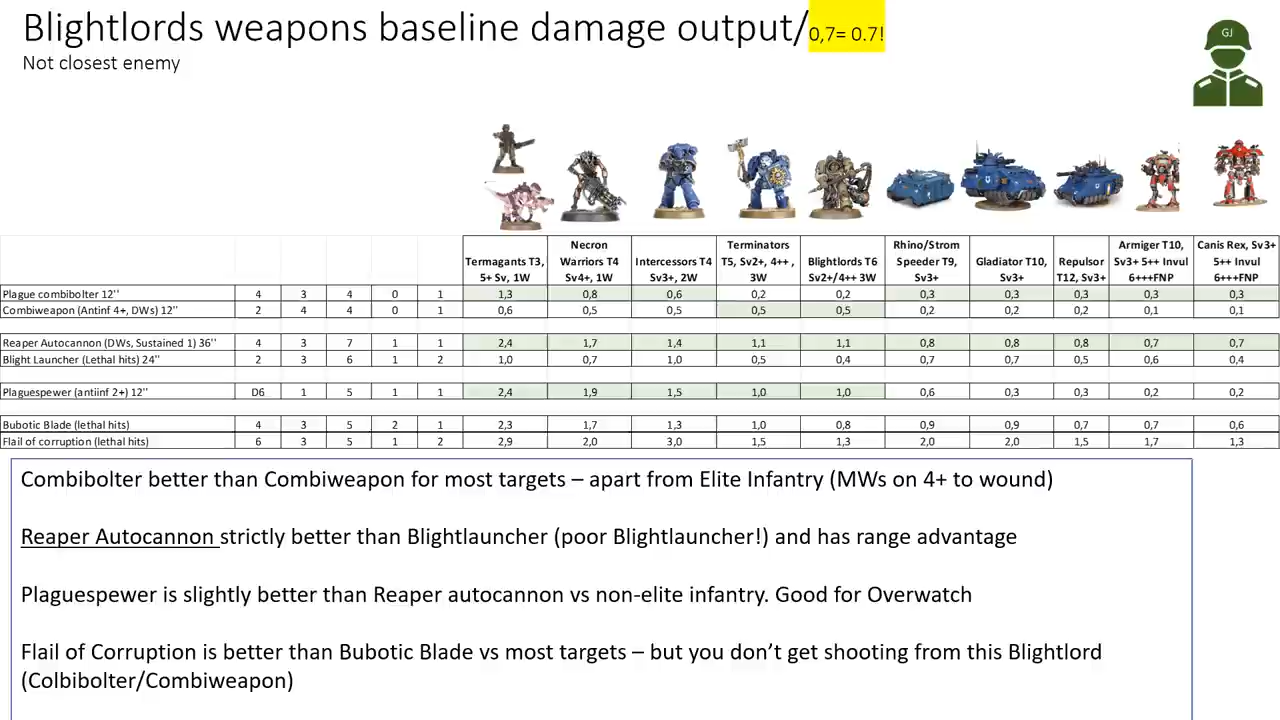 Blightlords weapons baseline damage output/0,7= 0.7!
Not closest enemy
GJ
Termagants T3, 5+ Sv, 1W
Necron Warriors T4 Sv4+, 1W
Intercessors T4 Sv3+, 2W
Terminators T5, Sv2+, 4++ , 3W
Blightlords T6 Sv2+/4++ 3W
Rhino/Strom Speeder T9, Sv3+
Gladiator T10, Sv3+
Repulsor T12, Sv3+
Armiger T10, Sv3+ 5++ Invul 6+++FNP
Canis Rex, Sv3+ 5++ Invul 6+++FNP
Plague combibolter 12'' 4 3 4 0 1 1,3 0,8 0,6 0,2 0,2 0,3 0,3 0,3 0,3 0,3
Combiweapon (Antinf 4+, DWs) 12'' 2 4 4 0 1 0,6 0,5 0,5 0,5 0,5 0,2 0,2 0,2 0,1 0,1
Reaper Autocannon (DWs, Sustained 1) 36'' 4 3 7 1 1 2,4 1,7 1,4 1,1 1,1 0,8 0,8 0,8 0,7 0,7
Blight Launcher (Lethal hits) 24'' 2 3 6 1 2 1,0 0,7 1,0 0,5 0,4 0,7 0,7 0,5 0,6 0,4
Plaguespewer (antiinf 2+) 12'' D6 1 5 1 1 2,4 1,9 1,5 1,0 1,0 0,6 0,3 0,3 0,2 0,2
Bubotic Blade (lethal hits) 4 3 5 2 1 2,3 1,7 1,3 1,0 0,8 0,9 0,9 0,7 0,7 0,6
Flail of corruption (lethal hits) 6 3 5 1 2 2,9 2,0 3,0 1,5 1,3 2,0 2,0 1,5 1,7 1,3
Combibolter better than Combiweapon for most targets – apart from Elite Infantry (MWs on 4+ to wound)
Reaper Autocannon strictly better than Blightlauncher (poor Blightlauncher!) and has range advantage
Plaguespewer is slightly better than Reaper autocannon vs non-elite infantry. Good for Overwatch
Flail of Corruption is better than Bubotic Blade vs most targets – but you don't get shooting from this Blightlord
(Colbibolter/Combiweapon)